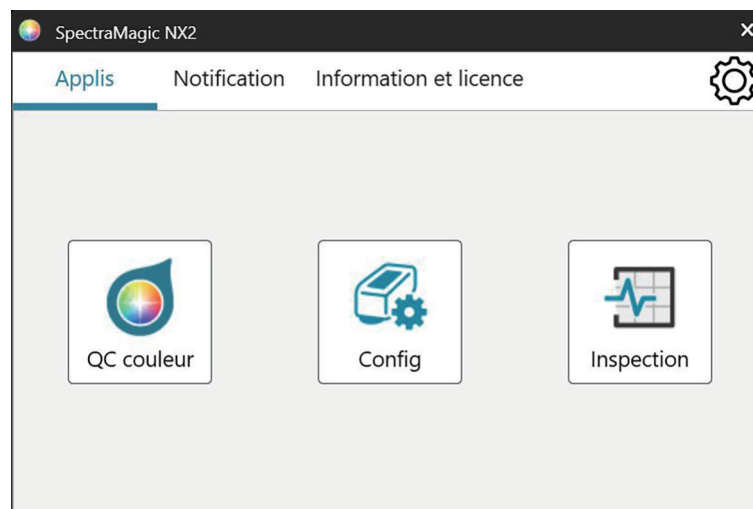 SpectraMagic NX2
Applis Notification Information et licence
QC couleur Config Inspection